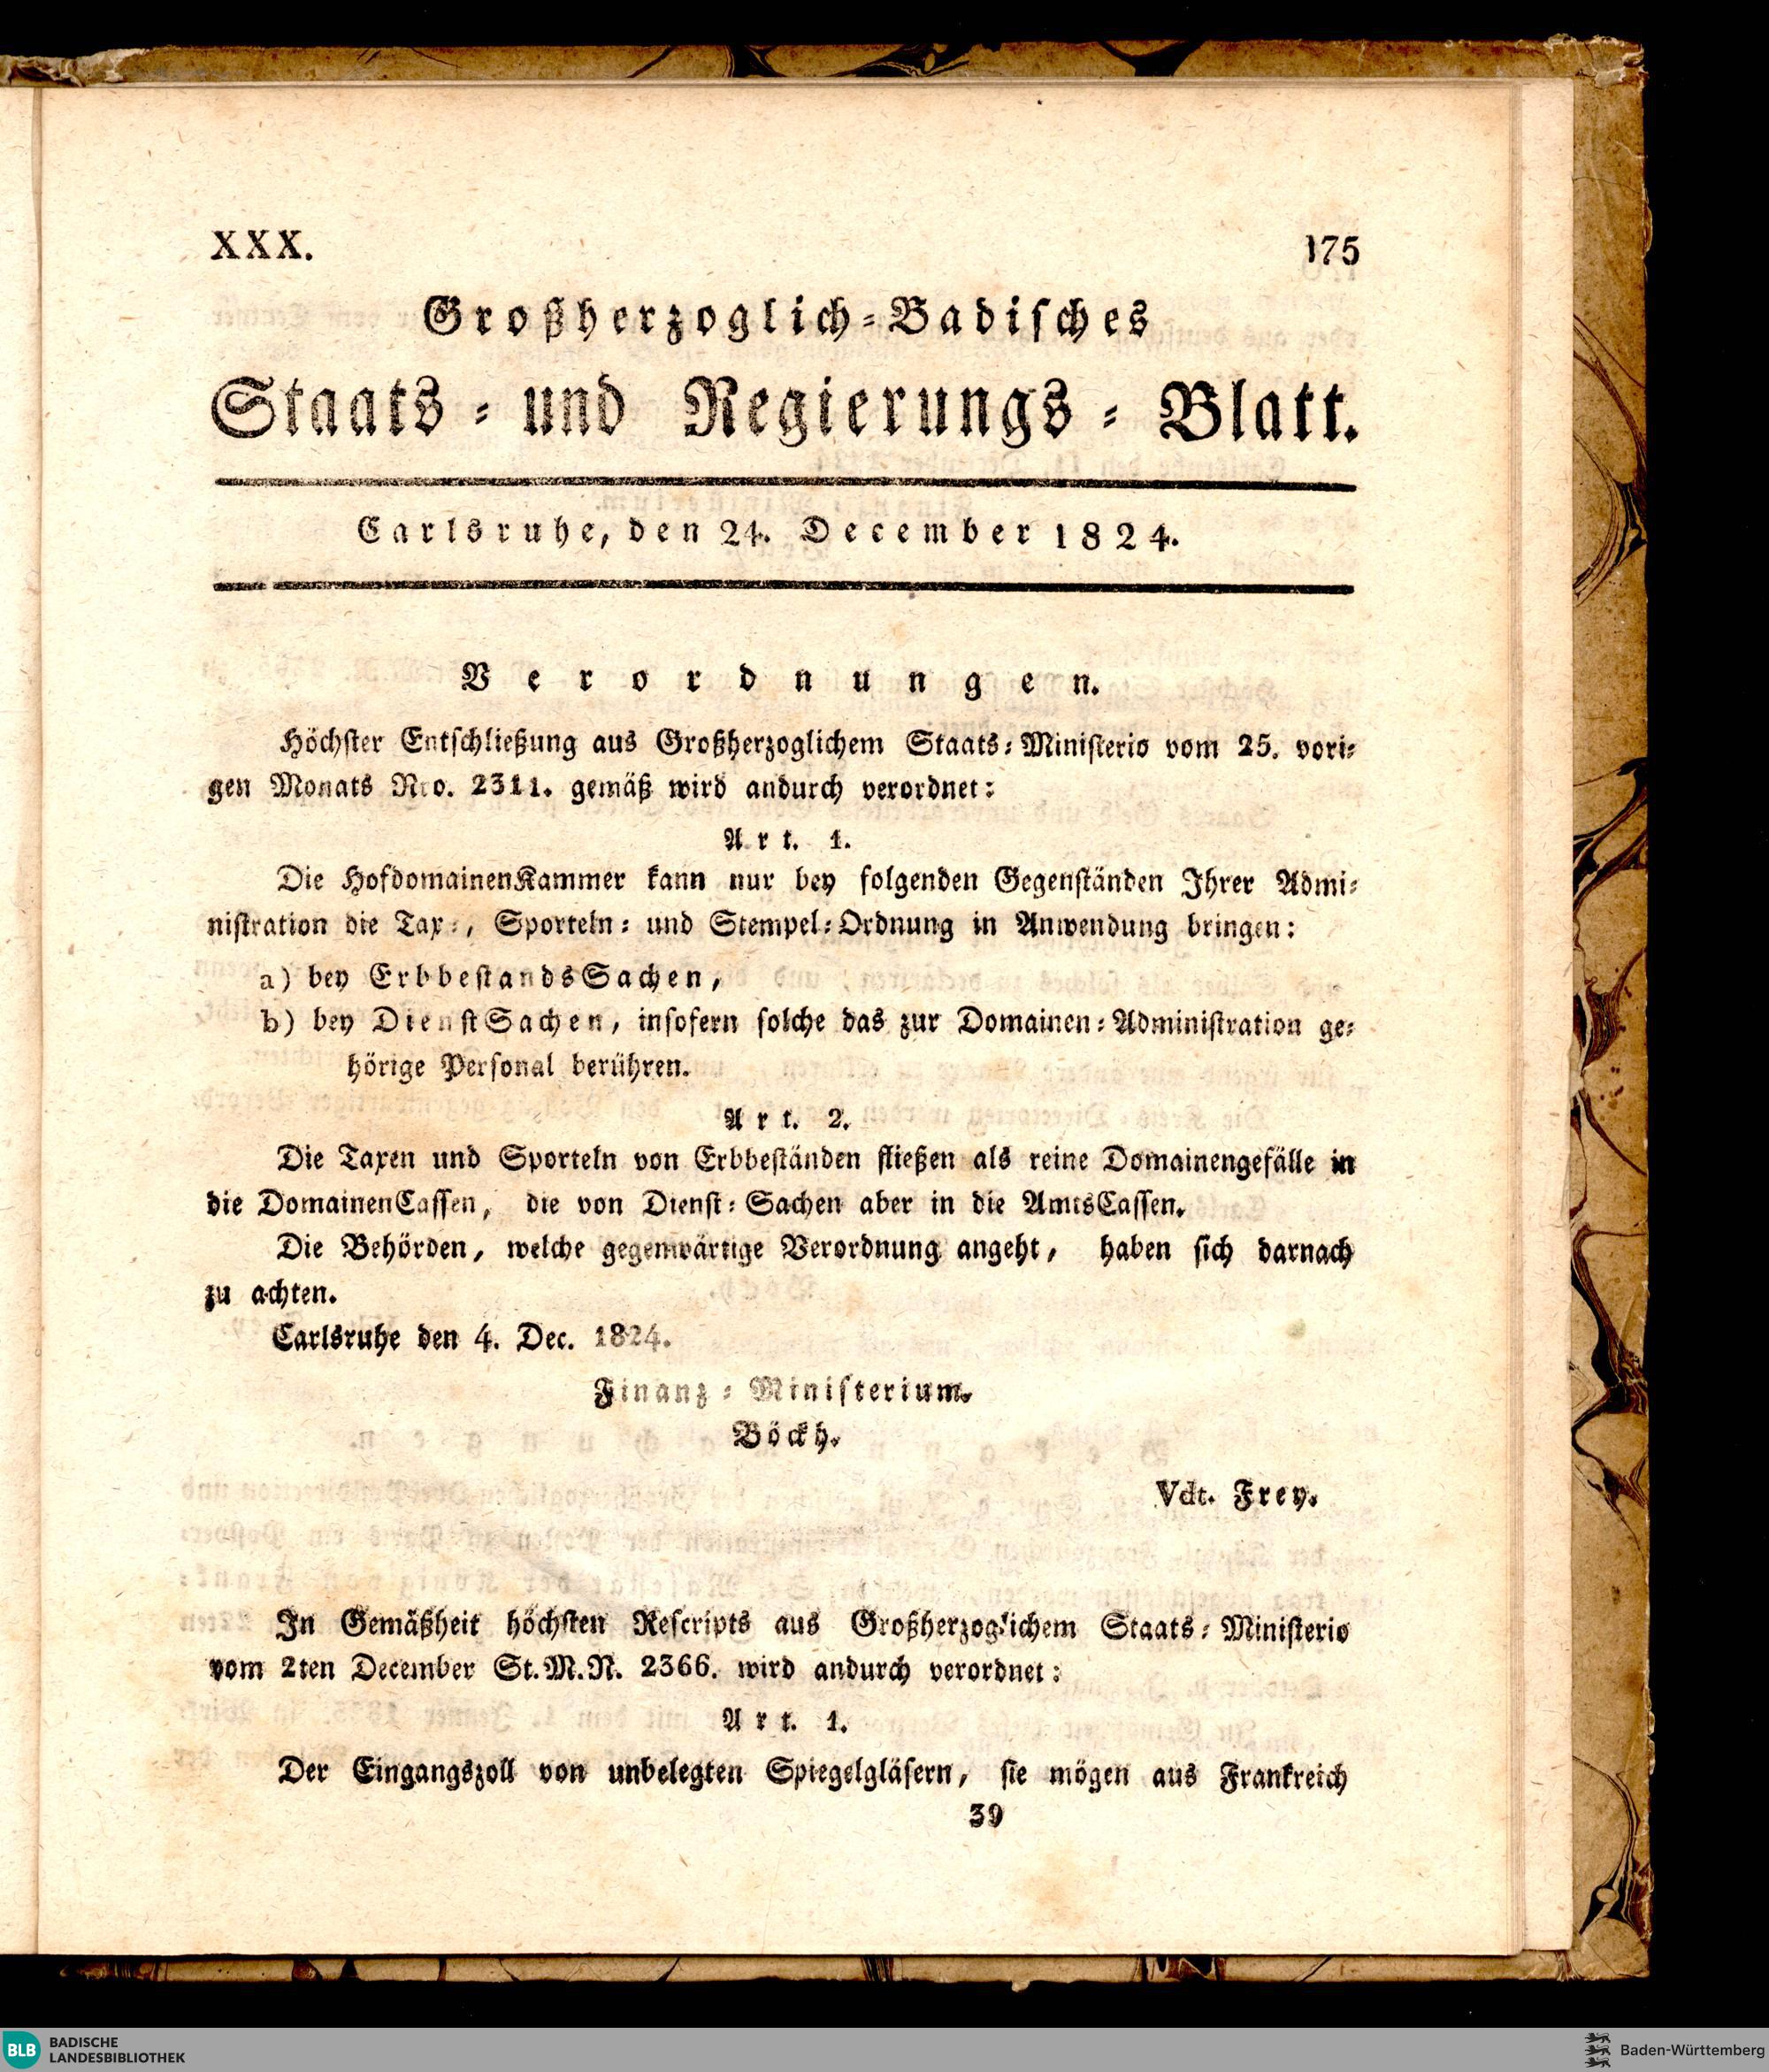 XXX. 175
Großherzoglich-Badisches
Staats- und Regierungs-Blatt.
Carlsruhe, den 24. December 1824.
Verordnungen.
Höchster Entschließung aus Großherzoglichem Staats-Ministerio vom 25. vori-
gen Monats Nro. 2311. gemäß wird andurch verordnet:
Art. 1.
Die HofdomainenKammer kann nur bey folgenden Gegenständen Ihrer Admi-
nistration die Tax-, Sporteln- und Stempel-Ordnung in Anwendung bringen:
a) bey ErbbestandsSachen,
b) bey DienstSachen, insofern solche das zur Domainen-Administration ge-
hörige Personal berühren.
Art. 2.
Die Taxen und Sporteln von Erbbeständen fließen als reine Domainengefälle in
die DomainenCassen, die von Dienst-Sachen aber in die AmtsCassen.
Die Behörden, welche gegenwärtige Verordnung angeht, haben sich darnach
zu achten.
Carlsruhe den 4. Dec. 1824.
Finanz-Ministerium.
Böckh.
Vdt. Frey.
In Gemäßheit höchsten Rescripts aus Großherzoglichem Staats-Ministerio
vom 2ten December St.M.N. 2366. wird andurch verordnet:
Art. 1.
Der Eingangszoll von unbelegten Spiegelgläsern, sie mögen aus Frankreich
39
BLB BADISCHE
LANDESBIBLIOTHEK
Baden-Württemberg